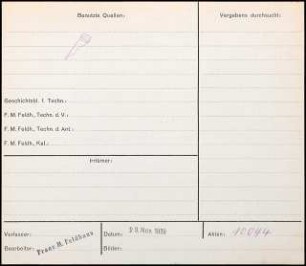 Benutzte Quellen:
Vergebens durchsucht:
Geschichtsbl. f. Techn.:
F. M. Feldh., Techn. d. V.:
F. M. Feldh., Techn. d. Ant.:
F. M. Feldh., Kal.:
Irrtümer:
Verfasser:
Datum:
Akten: 10044
Bearbeiter: Franz M. Feldhaus
Bilder: